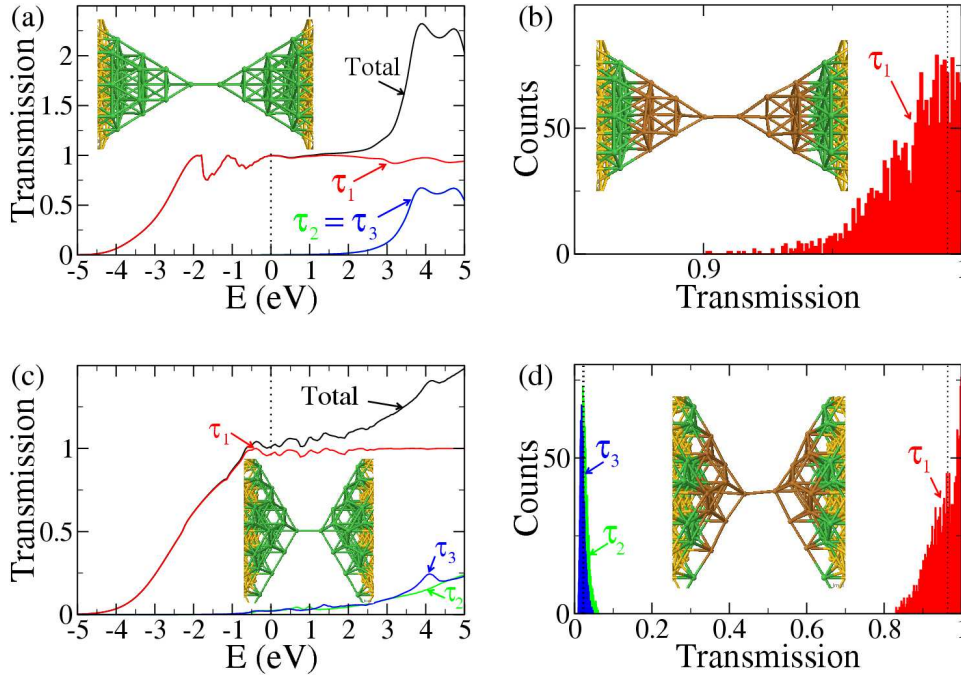 (a)
Transmission
2
1.5
1
0.5
0
Total
τ1
τ2 = τ3
-5 -4 -3 -2 -1 0 1 2 3 4 5
E (eV)
(b)
Counts
50
0
τ1
0.9 1
Transmission
(c)
Transmission
1
0.5
0
τ1
Total
τ3
τ2
-5 -4 -3 -2 -1 0 1 2 3 4 5
E (eV)
(d)
Counts
50
0
τ3
τ2
τ1
0 0.2 0.4 0.6 0.8 1
Transmission